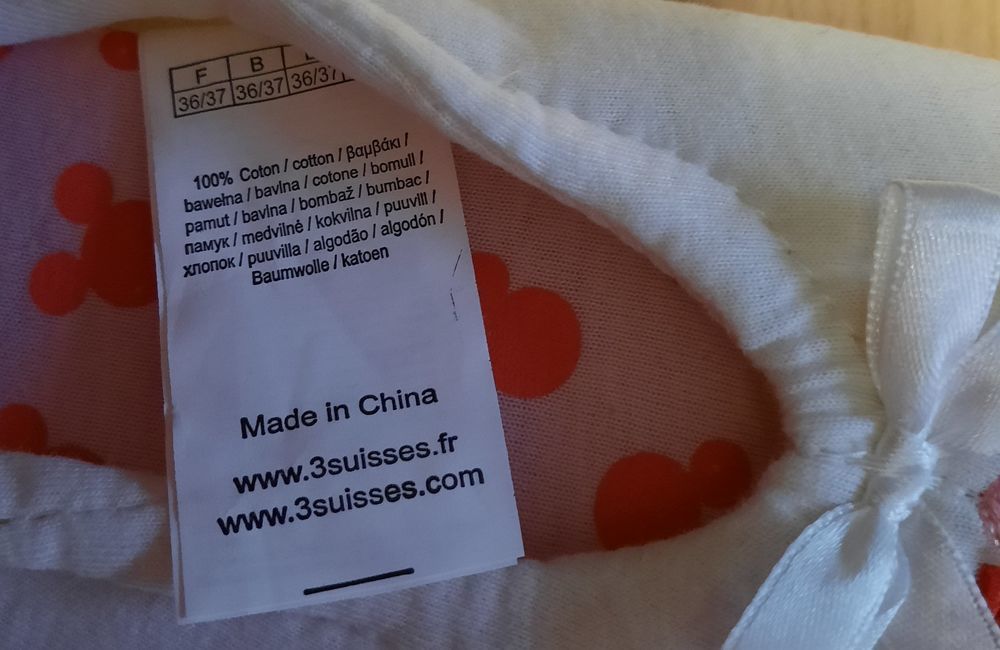 F B
36/37 36/37 36/37
100% Coton / cotton / βαμβάκι /
bawełna / bavlna / cotone / bomull /
pamut / bavlna / bombaž / bumbac /
памук / medvilnė / kokvilna / puuvill /
хлопок / puuvilla / algodão / algodón /
Baumwolle / katoen
Made in China
www.3suisses.fr
www.3suisses.com